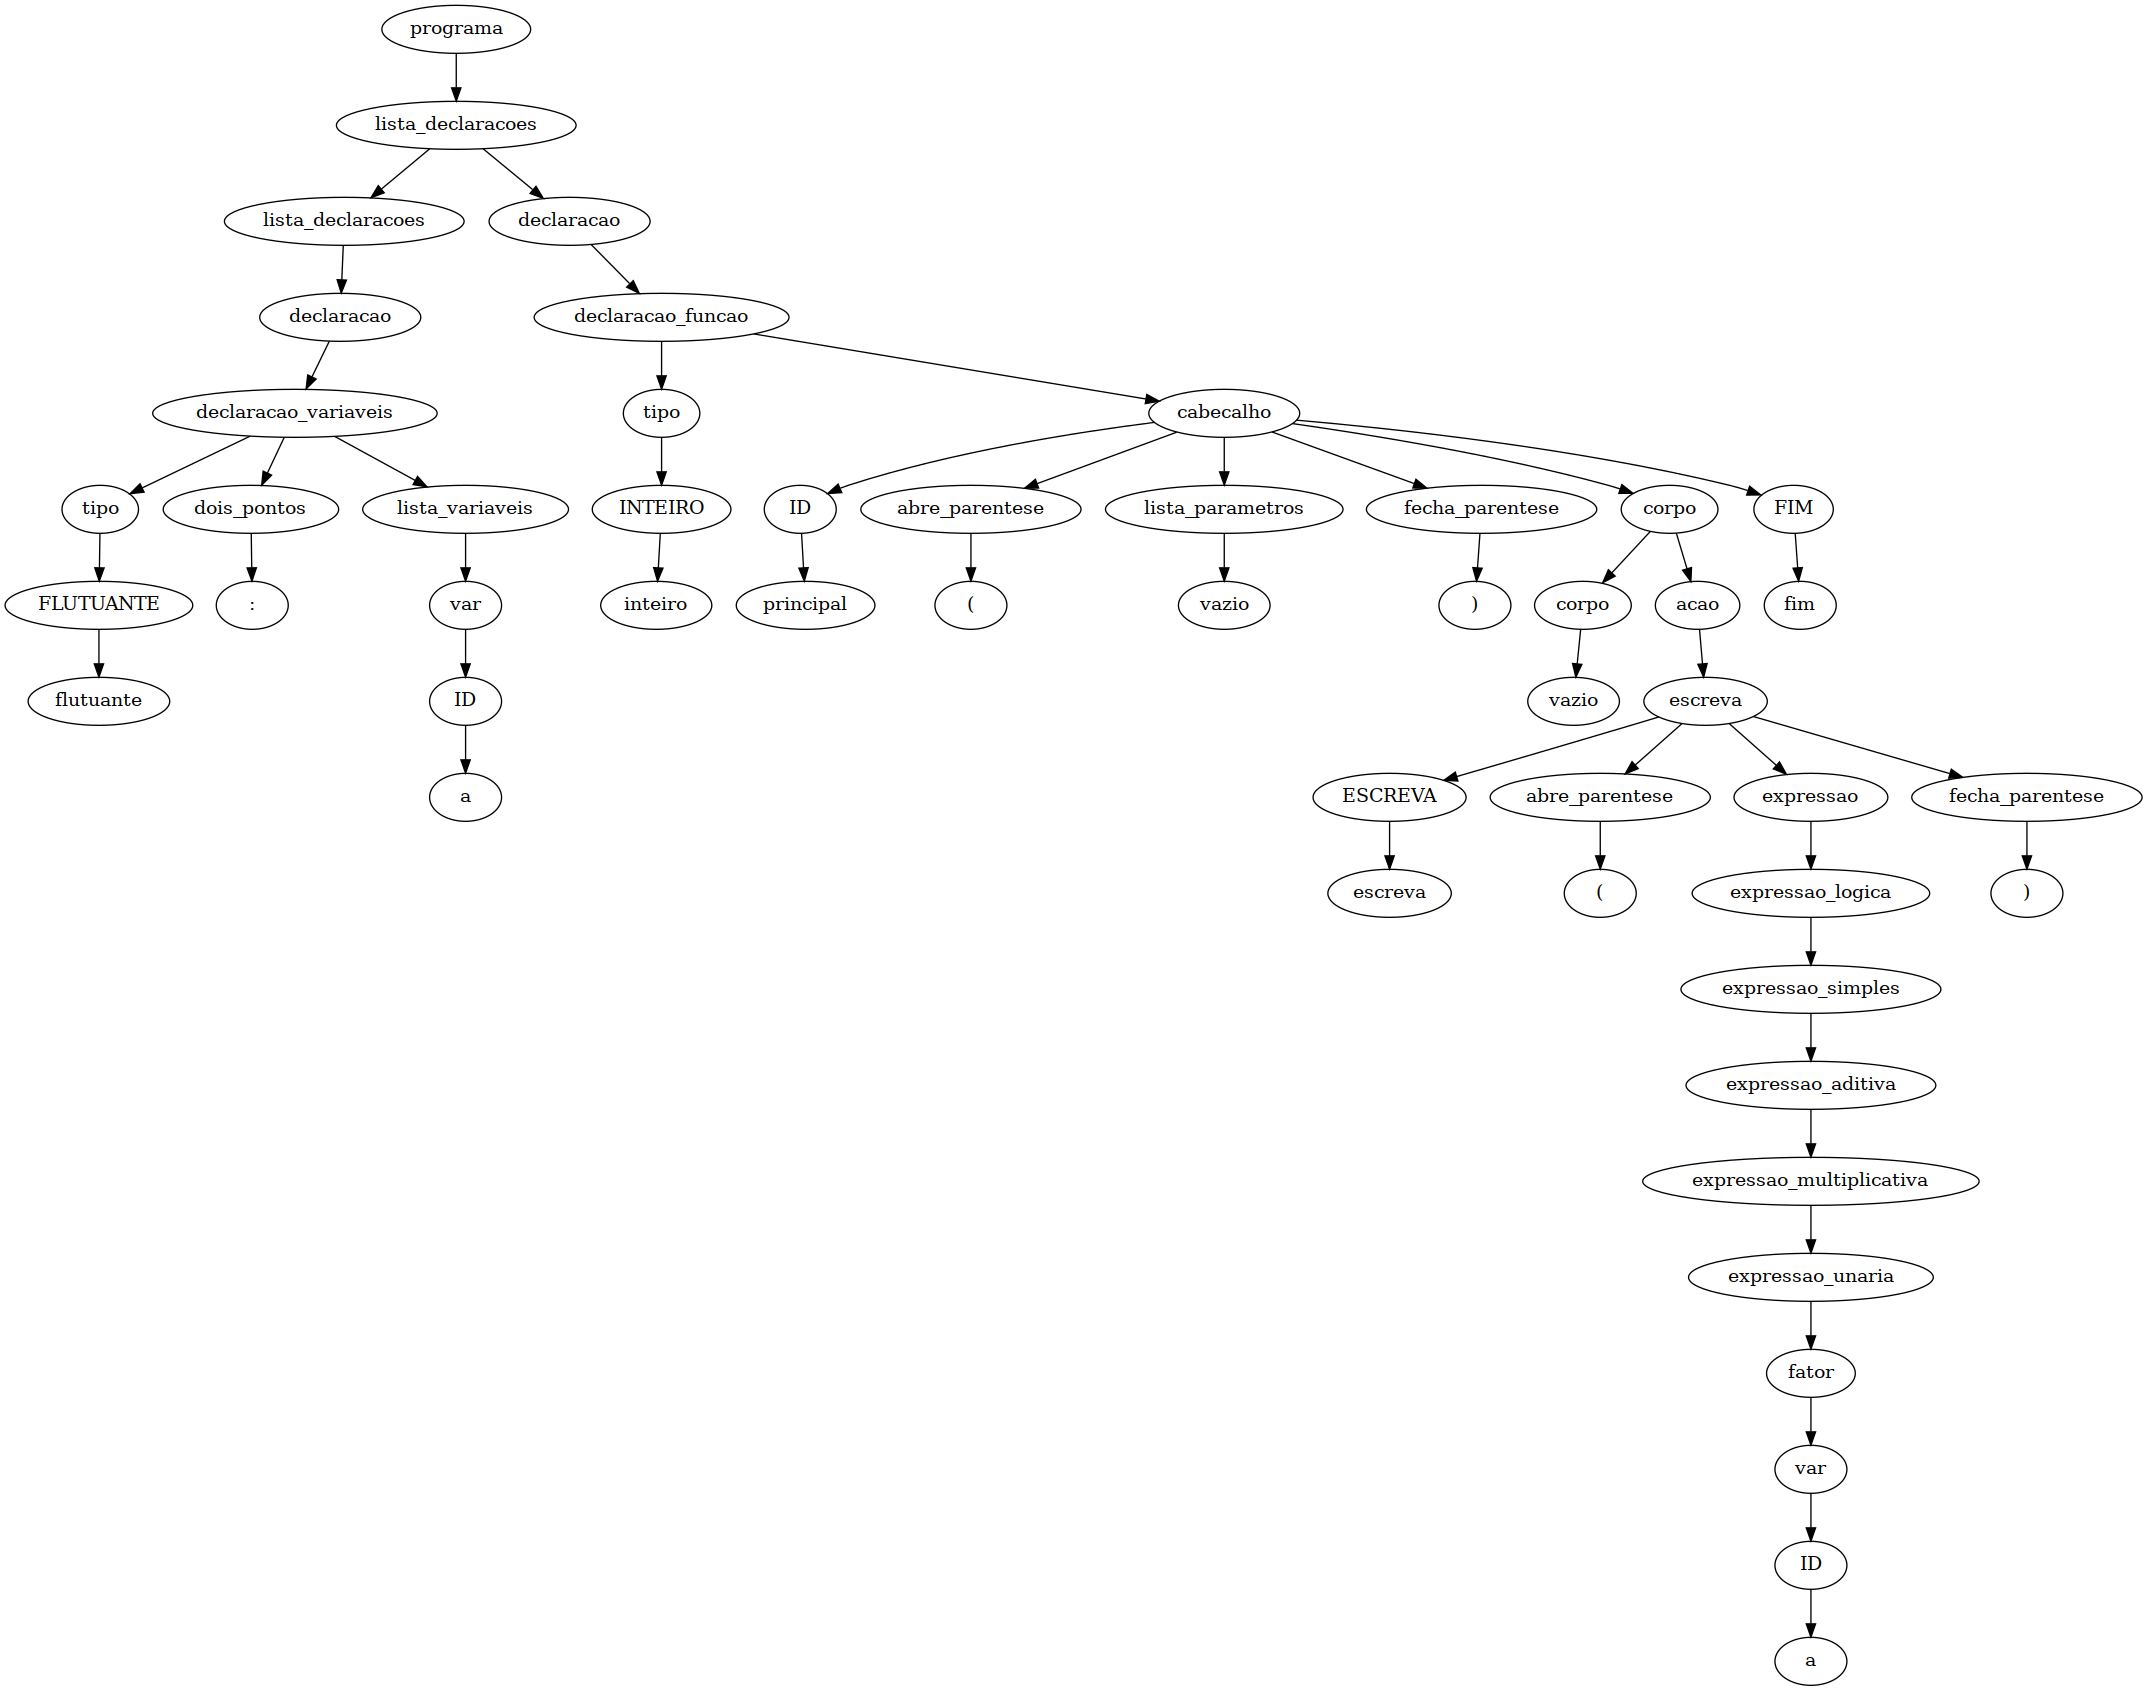 programa
lista_declaracoes
lista_declaracoes declaracao
declaracao declaracao_funcao
declaracao_variaveis tipo cabecalho
tipo dois_pontos lista_variaveis INTEIRO ID abre_parentese lista_parametros fecha_parentese corpo FIM
FLUTUANTE : var inteiro principal ( vazio ) corpo acao fim
flutuante ID vazio escreva
a ESCREVA abre_parentese expressao fecha_parentese
escreva ( expressao_logica )
expressao_simples
expressao_aditiva
expressao_multiplicativa
expressao_unaria
fator
var
ID
a